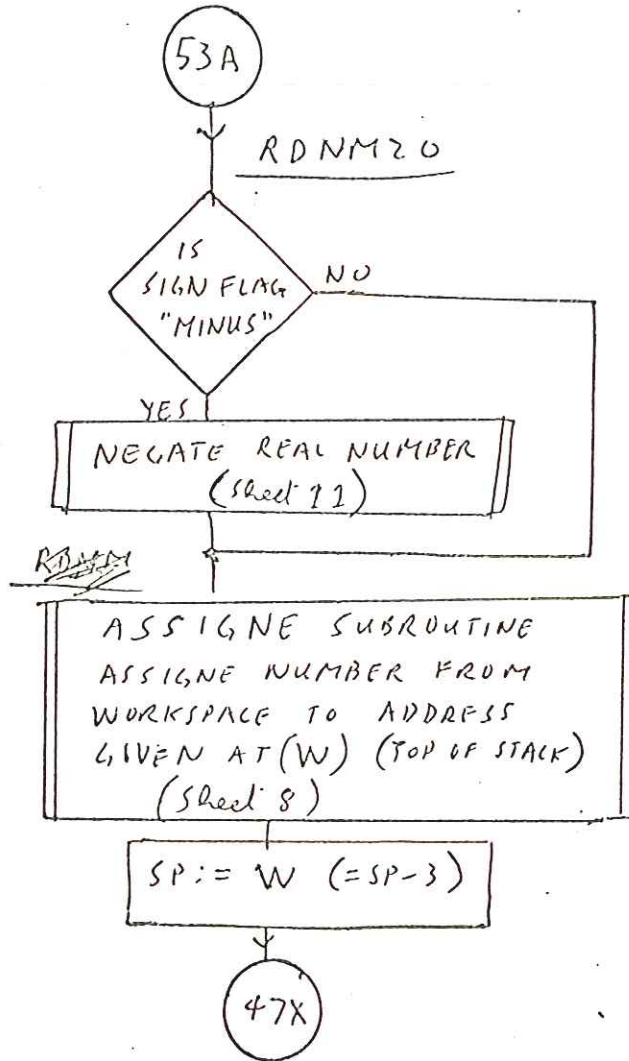 53A
RDNM20
IS
SIGN FLAG
"MINUS"
NO
YES
NEGATE REAL NUMBER
(Sheet 11)
ASSIGNE SUBROUTINE
ASSIGNE NUMBER FROM
WORKSPACE TO ADDRESS
GIVEN AT (W) (TOP OF STACK)
(Sheet 8)
SP := W (=SP-3)
47X